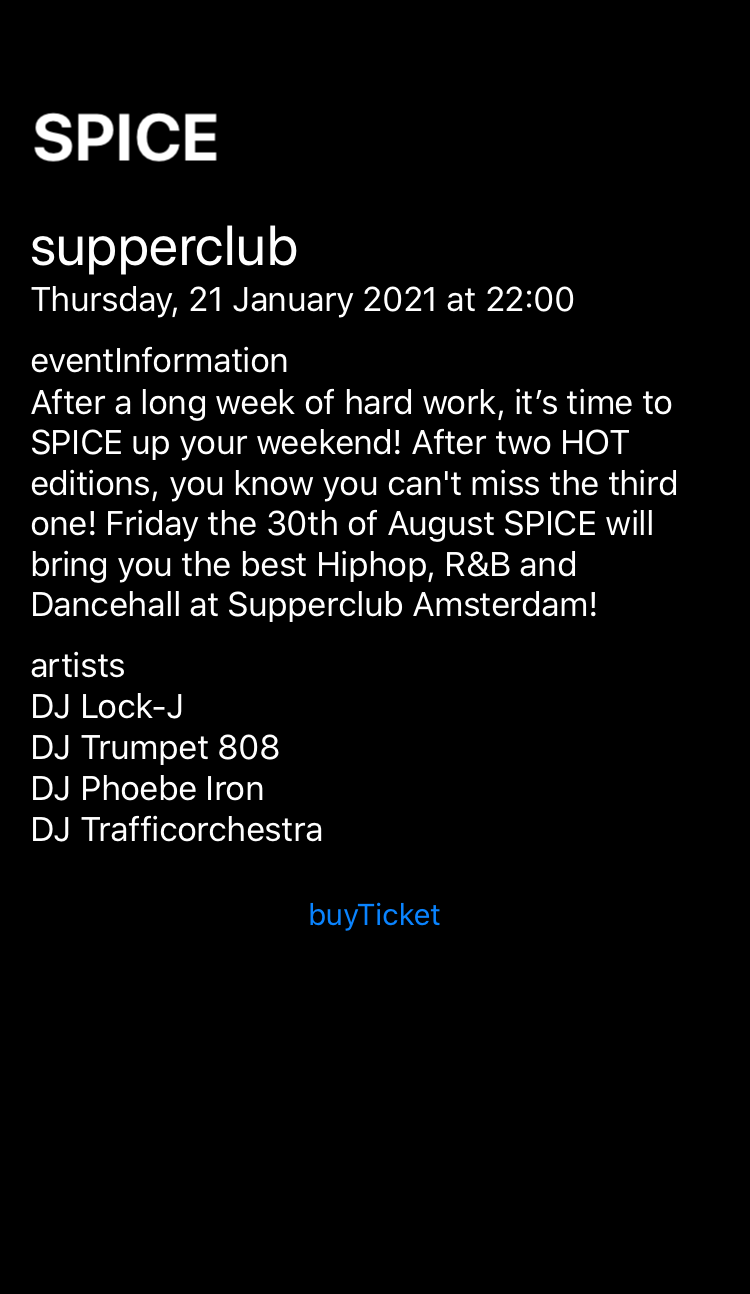 SPICE
supperclub
Thursday, 21 January 2021 at 22:00
eventInformation
After a long week of hard work, it’s time to
SPICE up your weekend! After two HOT
editions, you know you can't miss the third
one! Friday the 30th of August SPICE will
bring you the best Hiphop, R&B and
Dancehall at Supperclub Amsterdam!
artists
DJ Lock-J
DJ Trumpet 808
DJ Phoebe Iron
DJ Trafficorchestra
buyTicket